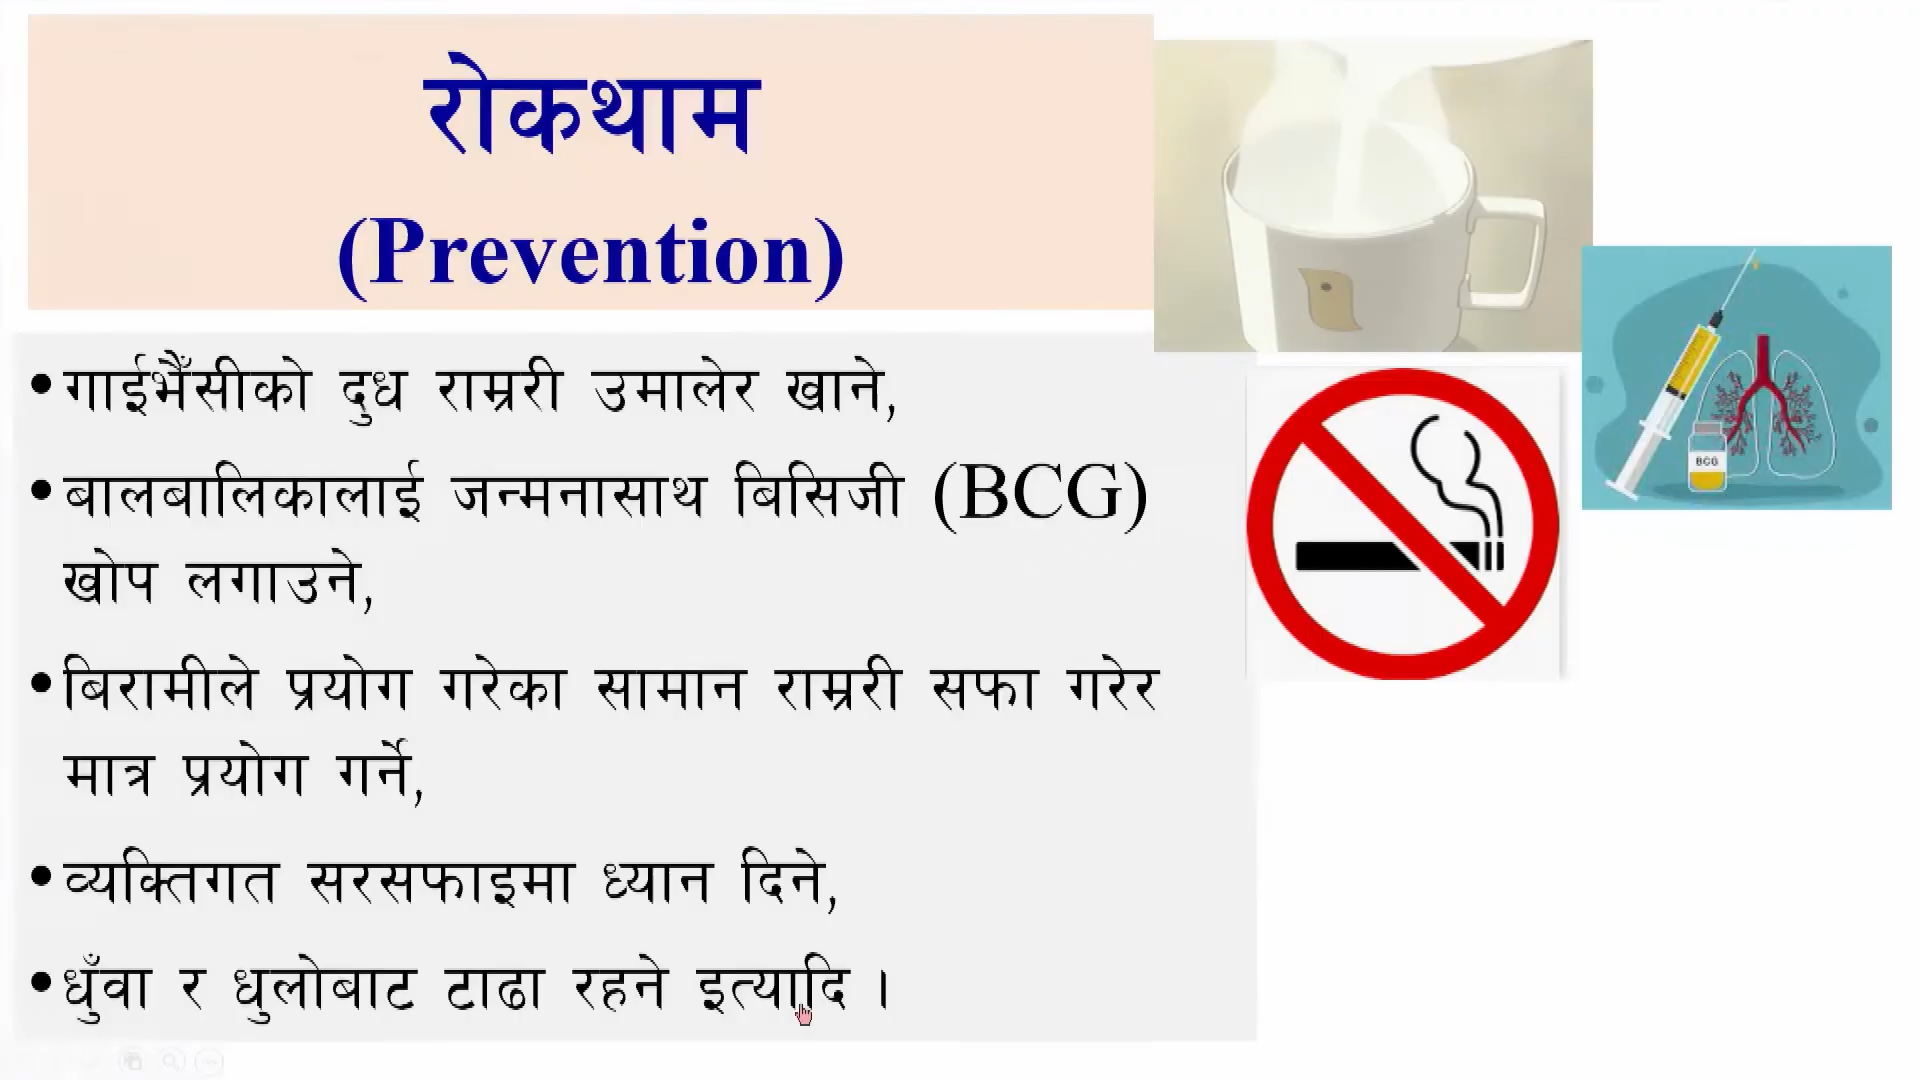 रोकथाम
(Prevention)
•गाईभैंसीको दुध राम्ररी उमालेर खाने,
•बालबालिकालाई जन्मनासाथ बिसिजी (BCG)
खोप लगाउने,
•बिरामीले प्रयोग गरेका सामान राम्ररी सफा गरेर
मात्र प्रयोग गर्ने,
•व्यक्तिगत सरसफाइमा ध्यान दिने,
•धुँवा र धुलोबाट टाढा रहने इत्यादि ।
BCG